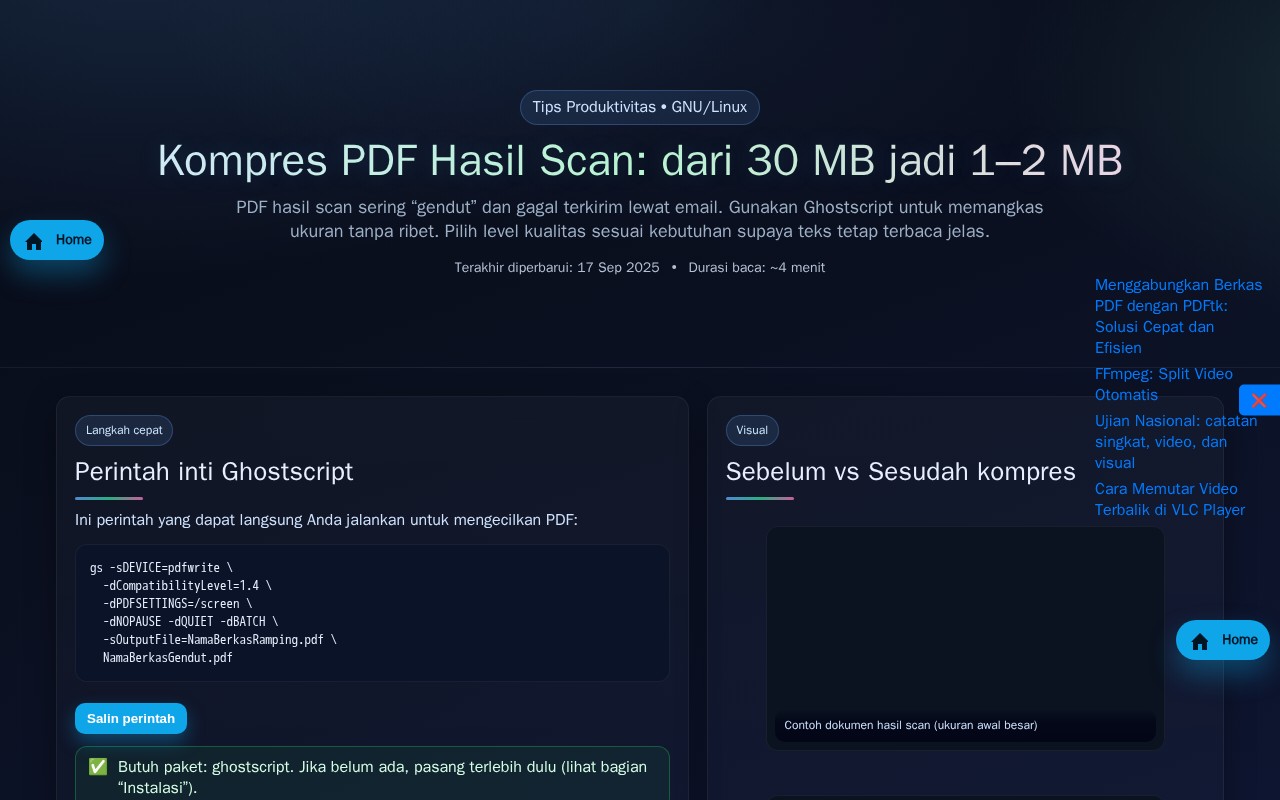 Tips Produktivitas • GNU/Linux
Kompres PDF Hasil Scan: dari 30 MB jadi 1–2 MB
PDF hasil scan sering “gendut” dan gagal terkirim lewat email. Gunakan Ghostscript untuk memangkas
ukuran tanpa ribet. Pilih level kualitas sesuai kebutuhan supaya teks tetap terbaca jelas.
Home
Terakhir diperbarui: 17 Sep 2025 • Durasi baca: ~4 menit
Menggabungkan Berkas
PDF dengan PDFtk:
Solusi Cepat dan
Efisien
FFmpeg: Split Video
Otomatis
Ujian Nasional: catatan
singkat, video, dan
visual
Cara Memutar Video
Terbalik di VLC Player
Langkah cepat
Perintah inti Ghostscript
Ini perintah yang dapat langsung Anda jalankan untuk mengecilkan PDF:
gs -sDEVICE=pdfwrite \
-dCompatibilityLevel=1.4 \
-dPDFSETTINGS=/screen \
-dNOPAUSE -dQUIET -dBATCH \
-sOutputFile=NamaBerkasRamping.pdf \
NamaBerkasGendut.pdf
Salin perintah
✅ Butuh paket: ghostscript. Jika belum ada, pasang terlebih dulu (lihat bagian
“Instalasi”).
Visual
Sebelum vs Sesudah kompres
Contoh dokumen hasil scan (ukuran awal besar)
Home